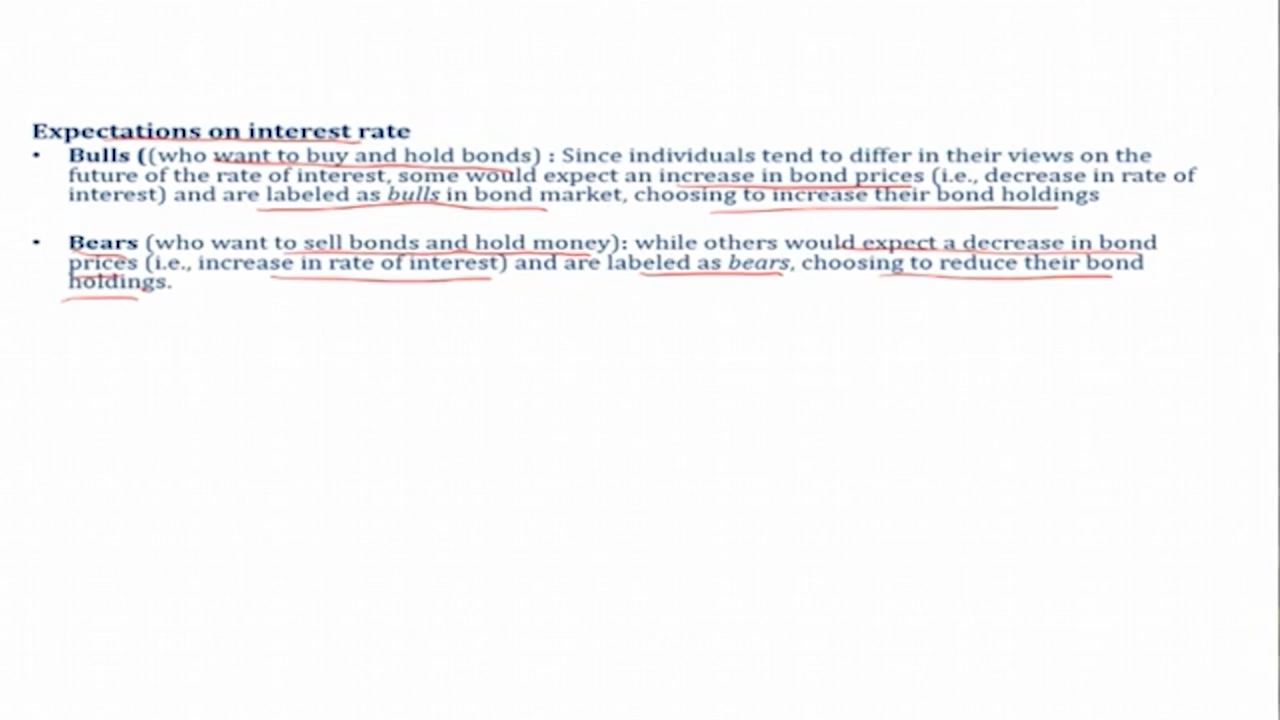 Expectations on interest rate
• Bulls ((who want to buy and hold bonds) : Since individuals tend to differ in their views on the
future of the rate of interest, some would expect an increase in bond prices (i.e., decrease in rate of
interest) and are labeled as bulls in bond market, choosing to increase their bond holdings
• Bears (who want to sell bonds and hold money): while others would expect a decrease in bond
prices (i.e., increase in rate of interest) and are labeled as bears, choosing to reduce their bond
holdings.